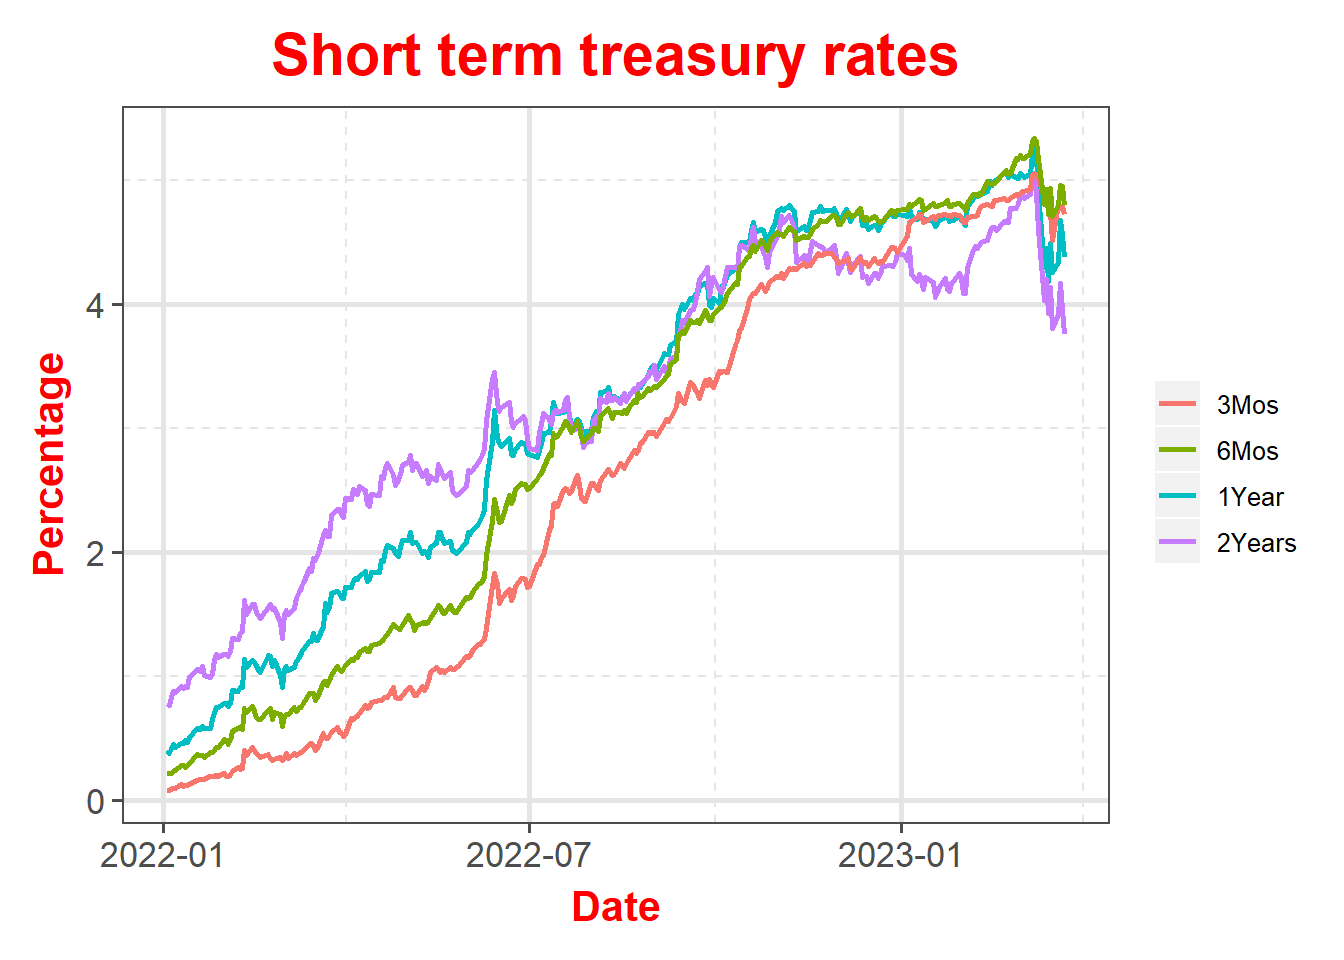 Short term treasury rates
Percentage
4
2
0
2022-01
2022-07
2023-01
Date
3Mos
6Mos
1Year
2Years